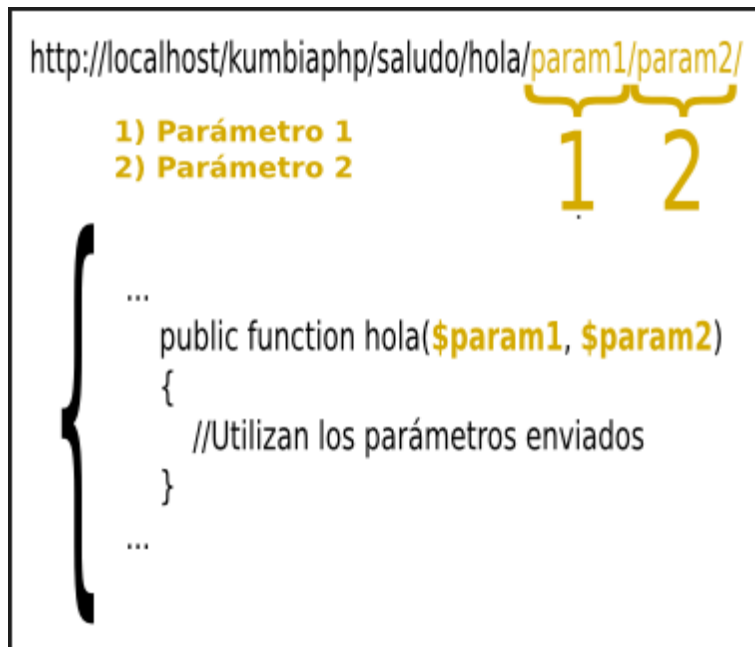 http://localhost/kumbiaphp/saludo/hola/param1/param2/
1) Parámetro 1
2) Parámetro 2
1 2
...
public function hola($param1, $param2)
{
//Utilizan los parámetros enviados
}
...